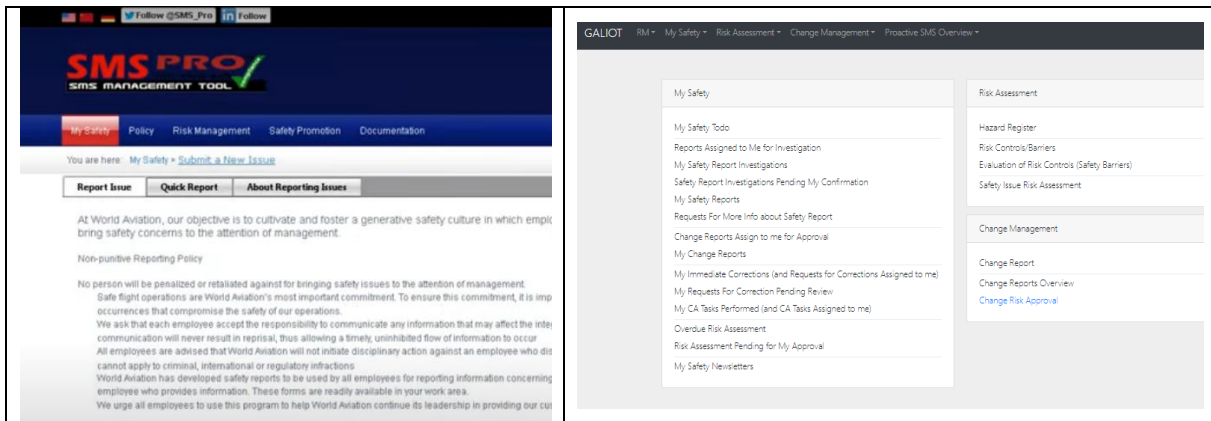 Follow @SMS_Pro in Follow
SMS PRO
SMS MANAGEMENT TOOL
My Safety Policy Risk Management Safety Promotion Documentation
You are here: My Safety > Submit a New Issue
Report Issue Quick Report About Reporting Issues
At World Aviation, our objective is to cultivate and foster a generative safety culture in which emplo
bring safety concerns to the attention of management.
Non-punitive Reporting Policy
No person will be penalized or retaliated against for bringing safety issues to the attention of management.
Safe flight operations are World Aviation's most important commitment. To ensure this commitment, it is imp
occurrences that compromise the safety of our operations.
We ask that each employee accept the responsibility to communicate any information that may affect the inte
communication will never result in reprisal, thus allowing a timely, uninhibited flow of information to occur
All employees are advised that World Aviation will not initiate disciplinary action against an employee who dis
cannot apply to criminal, international or regulatory infractions
World Aviation has developed safety reports to be used by all employees for reporting information concerning
employee who provides information. These forms are readily available in your work area.
We urge all employees to use this program to help World Aviation continue its leadership in providing our cus
GALIOT RM My Safety Risk Assessment Change Management Proactive SMS Overview
My Safety
My Safety Todo
Reports Assigned to Me for Investigation
My Safety Report Investigations
Safety Report Investigations Pending My Confirmation
My Safety Reports
Requests For More Info about Safety Report
Change Reports Assign to me for Approval
My Change Reports
My Immediate Corrections (and Requests for Corrections Assigned to me)
My Requests For Correction Pending Review
My CA Tasks Performed (and CA Tasks Assigned to me)
Overdue Risk Assessment
Risk Assessment Pending for My Approval
My Safety Newsletters
Risk Assessment
Hazard Register
Risk Controls/Barriers
Evaluation of Risk Controls (Safety Barriers)
Safety Issue Risk Assessment
Change Management
Change Report
Change Reports Overview
Change Risk Approval